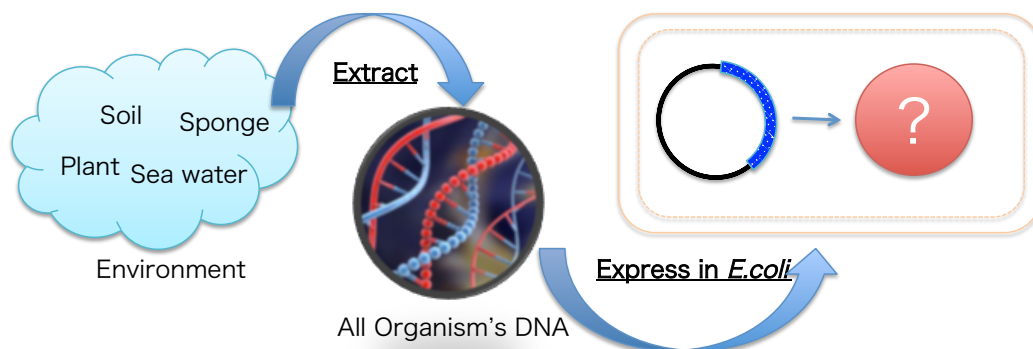 Extract
Soil
Sponge
Plant
Sea water
Environment
All Organism's DNA
Express in E.coli
?